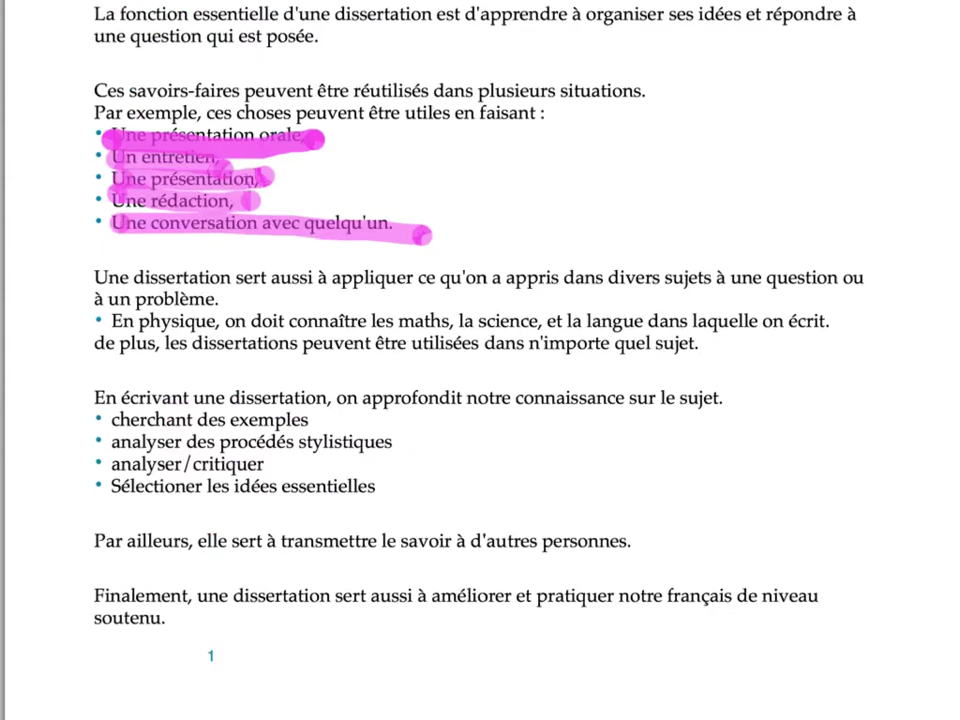 La fonction essentielle d'une dissertation est d'apprendre à organiser ses idées et répondre à
une question qui est posée.
Ces savoirs-faires peuvent être réutilisés dans plusieurs situations.
Par exemple, ces choses peuvent être utiles en faisant :
• Une présentation orale,
• Un entretien,
• Une présentation,
• Une rédaction,
• Une conversation avec quelqu'un.
Une dissertation sert aussi à appliquer ce qu'on a appris dans divers sujets à une question ou
à un problème.
• En physique, on doit connaître les maths, la science, et la langue dans laquelle on écrit.
de plus, les dissertations peuvent être utilisées dans n'importe quel sujet.
En écrivant une dissertation, on approfondit notre connaissance sur le sujet.
• cherchant des exemples
• analyser des procédés stylistiques
• analyser/critiquer
• Sélectioner les idées essentielles
Par ailleurs, elle sert à transmettre le savoir à d'autres personnes.
Finalement, une dissertation sert aussi à améliorer et pratiquer notre français de niveau
soutenu.
1